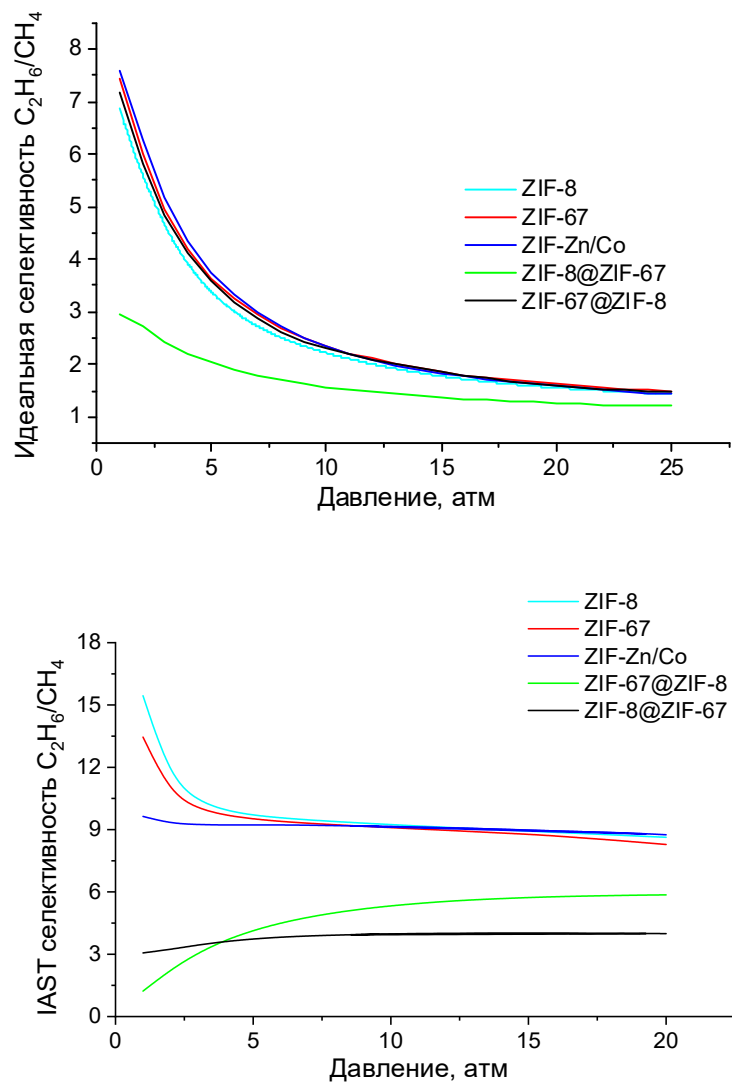 Идеальная селективность C₂H₆/CH₄
8
7
6
5
4
3
2
1
ZIF-8
ZIF-67
ZIF-Zn/Co
ZIF-8@ZIF-67
ZIF-67@ZIF-8
0 5 10 15 20 25
Давление, атм
IAST селективность C₂H₆/CH₄
18
15
12
9
6
3
0
ZIF-8
ZIF-67
ZIF-Zn/Co
ZIF-67@ZIF-8
ZIF-8@ZIF-67
0 5 10 15 20
Давление, атм